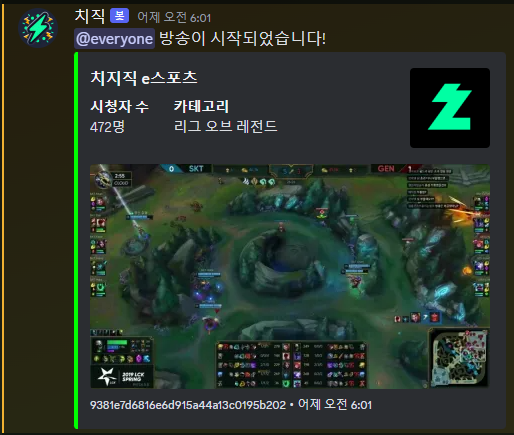 치직 봇 어제 오전 6:01
@everyone 방송이 시작되었습니다!
치지직 e스포츠
시청자 수 카테고리
472명 리그 오브 레전드
0 SKT GEN 1
2:55
CLOUD
2019 LCK
SPRING
9381e7d6816e6d915a44a13c0195b202 • 어제 오전 6:01